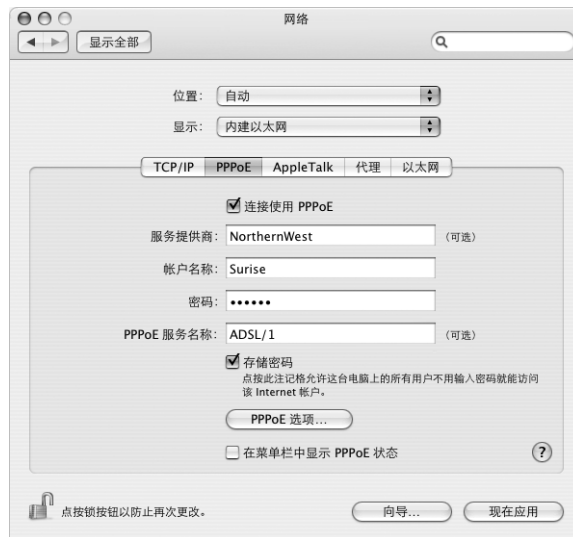 网络
显示全部
位置： 自动
显示： 内建以太网
TCP/IP PPPoE AppleTalk 代理 以太网
连接使用 PPPoE
服务提供商： NorthernWest （可选）
帐户名称： Surise
密码： ••••••
PPPoE 服务名称： ADSL/1 （可选）
存储密码
点按此注记格允许这台电脑上的所有用户不用输入密码就能访问
该 Internet 帐户。
PPPoE 选项...
在菜单栏中显示 PPPoE 状态
?
点按锁按钮以防止再次更改。
向导...
现在应用